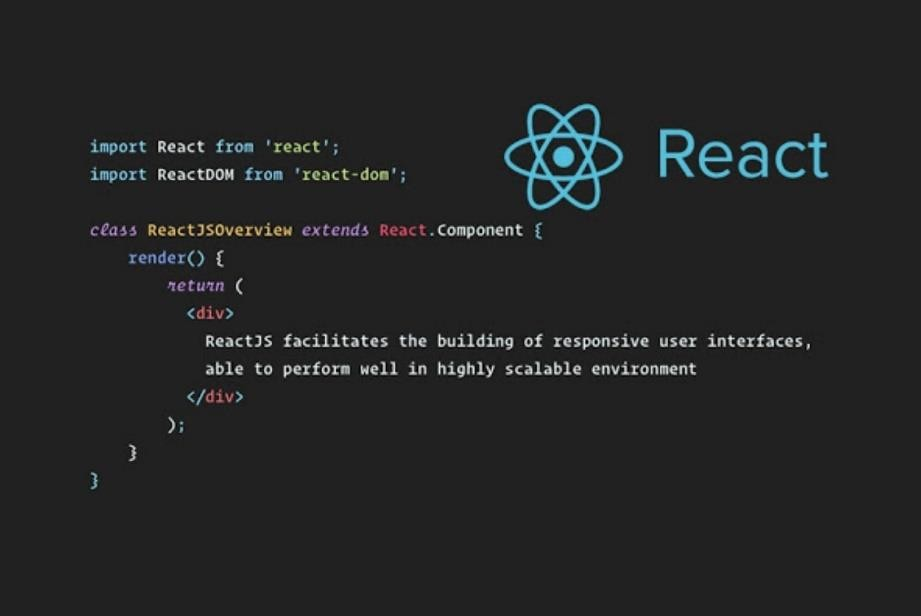 React
import React from 'react';
import ReactDOM from 'react-dom';
class ReactJSOverview extends React.Component {
render() {
return (
<div>
ReactJS facilitates the building of responsive user interfaces,
able to perform well in highly scalable environment
</div>
);
}
}